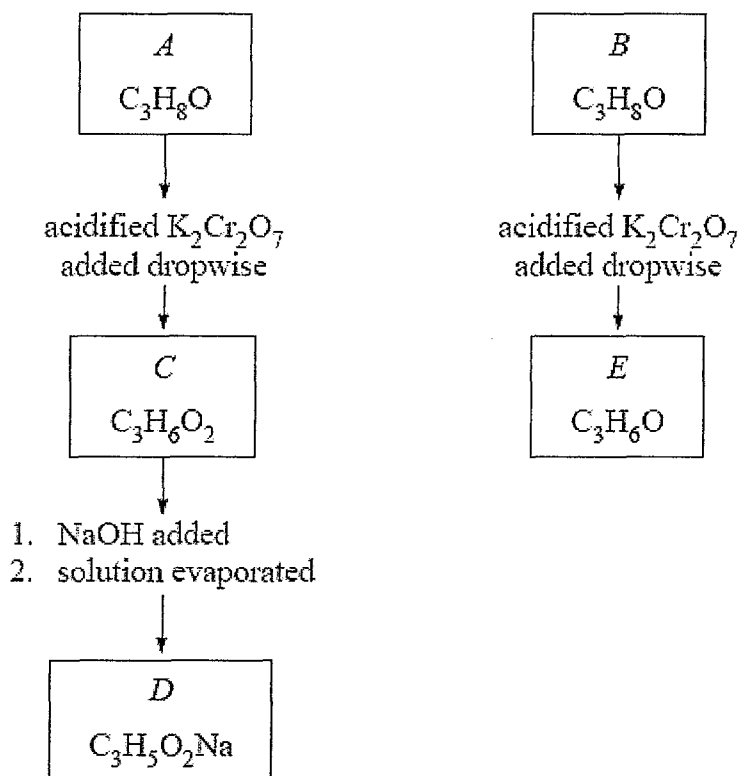 A
C₃H₈O
acidified K₂Cr₂O₇
added dropwise
C
C₃H₆O₂
1. NaOH added
2. solution evaporated
D
C₃H₅O₂Na
B
C₃H₈O
acidified K₂Cr₂O₇
added dropwise
E
C₃H₆O